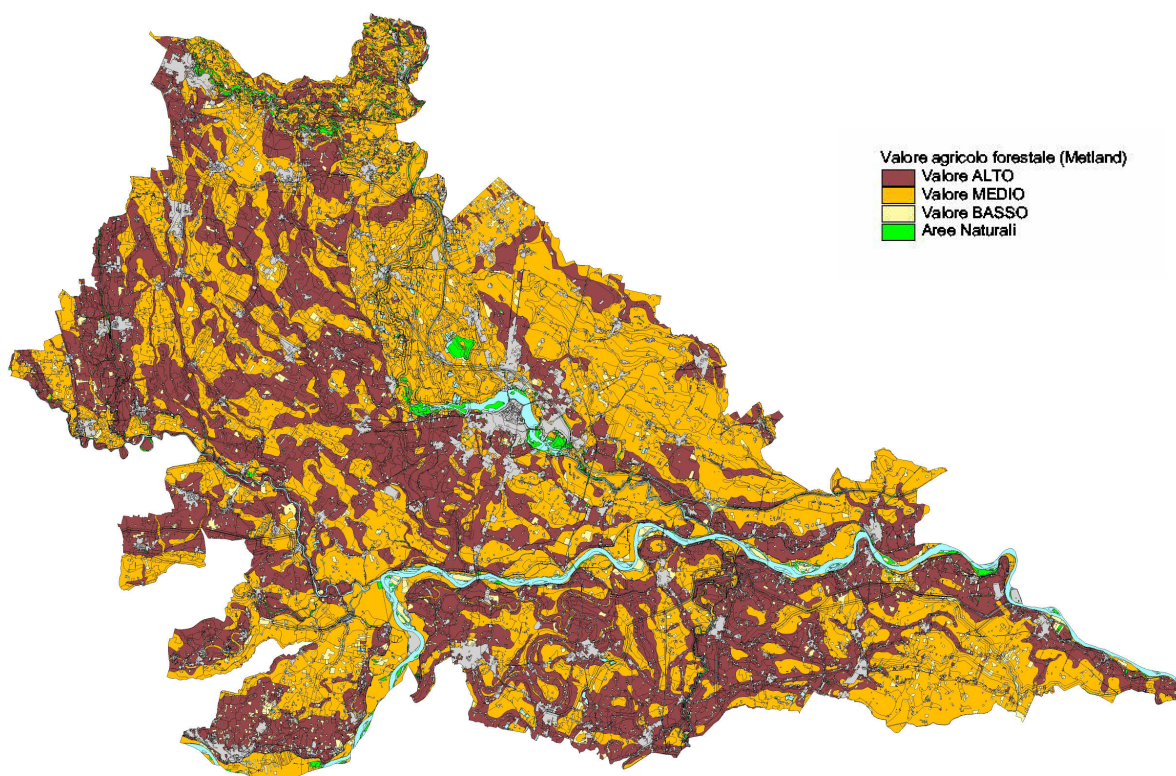 Valore agricolo forestale (Metland)
Valore ALTO
Valore MEDIO
Valore BASSO
Aree Naturali